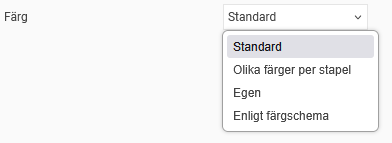 Färg Standard
Standard
Olika färger per stapel
Egen
Enligt färgschema